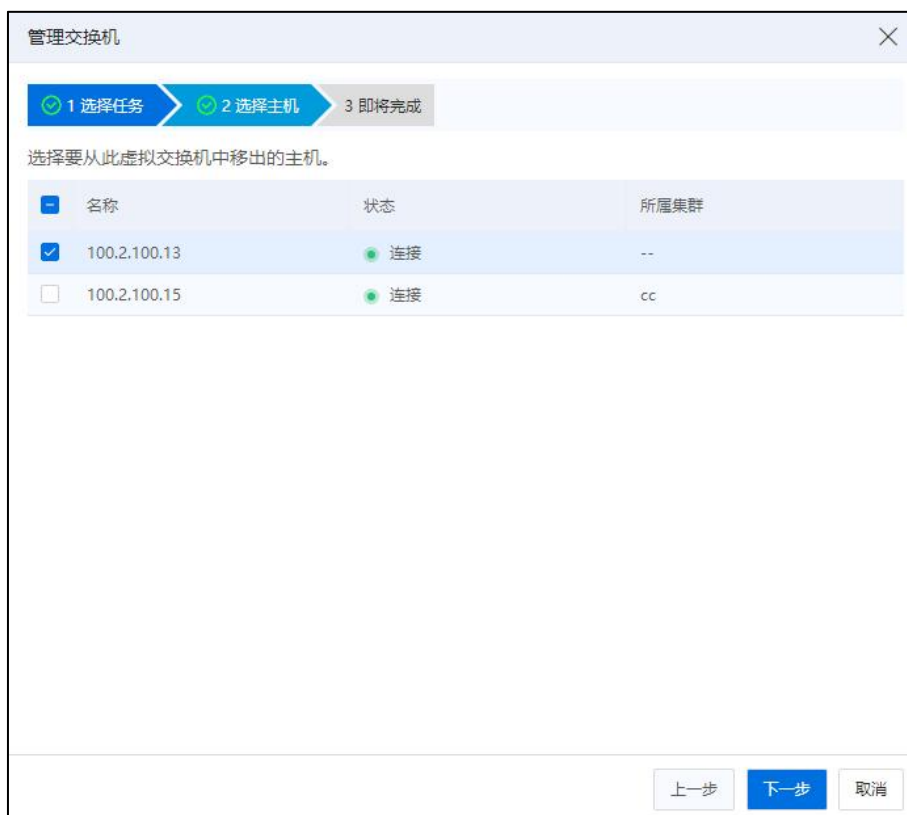 管理交换机
1 选择任务 2 选择主机 3 即将完成
选择要从此虚拟交换机中移出的主机。
名称 状态 所属集群
100.2.100.13 连接 --
100.2.100.15 连接 cc
上一步 下一步 取消